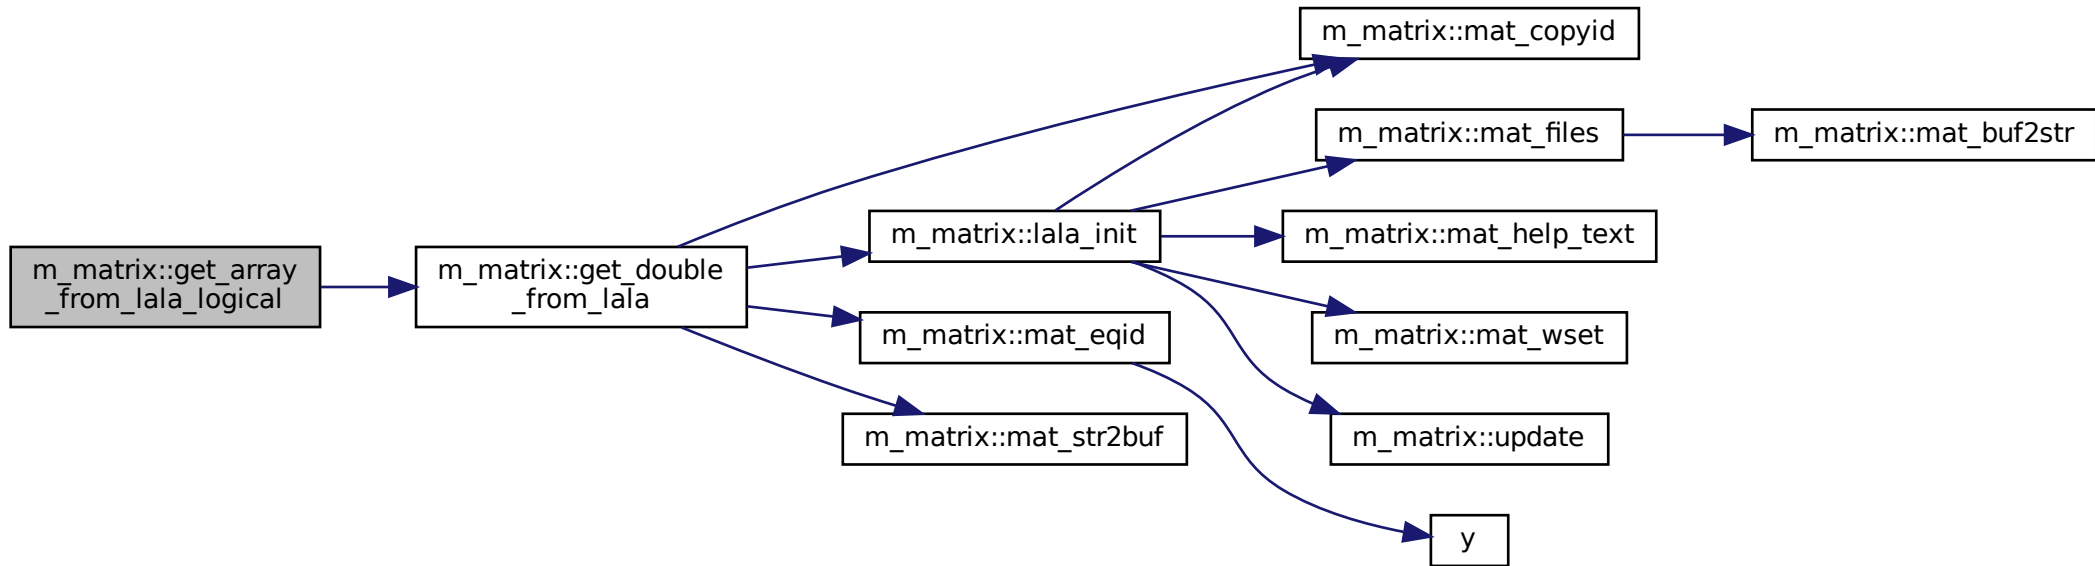 m_matrix::get_array
_from_lala_logical
m_matrix::get_double
_from_lala
m_matrix::mat_copyid
m_matrix::lala_init
m_matrix::mat_files
m_matrix::mat_buf2str
m_matrix::mat_help_text
m_matrix::mat_wset
m_matrix::update
m_matrix::mat_eqid
y
m_matrix::mat_str2buf